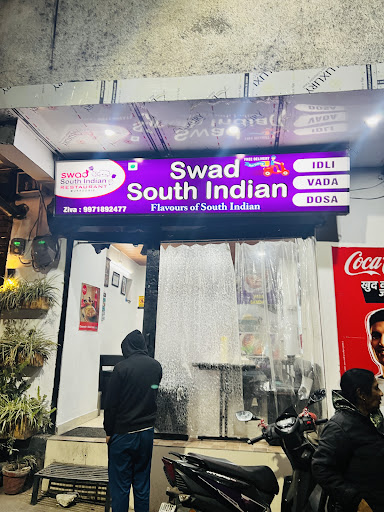 LUXURY
swad
South Indian
RESTAURANT
Ziva : 9971892477
Swad
South Indian
Flavours of South Indian
FREE DELIVERY
IDLI
VADA
DOSA
Coca
खुद